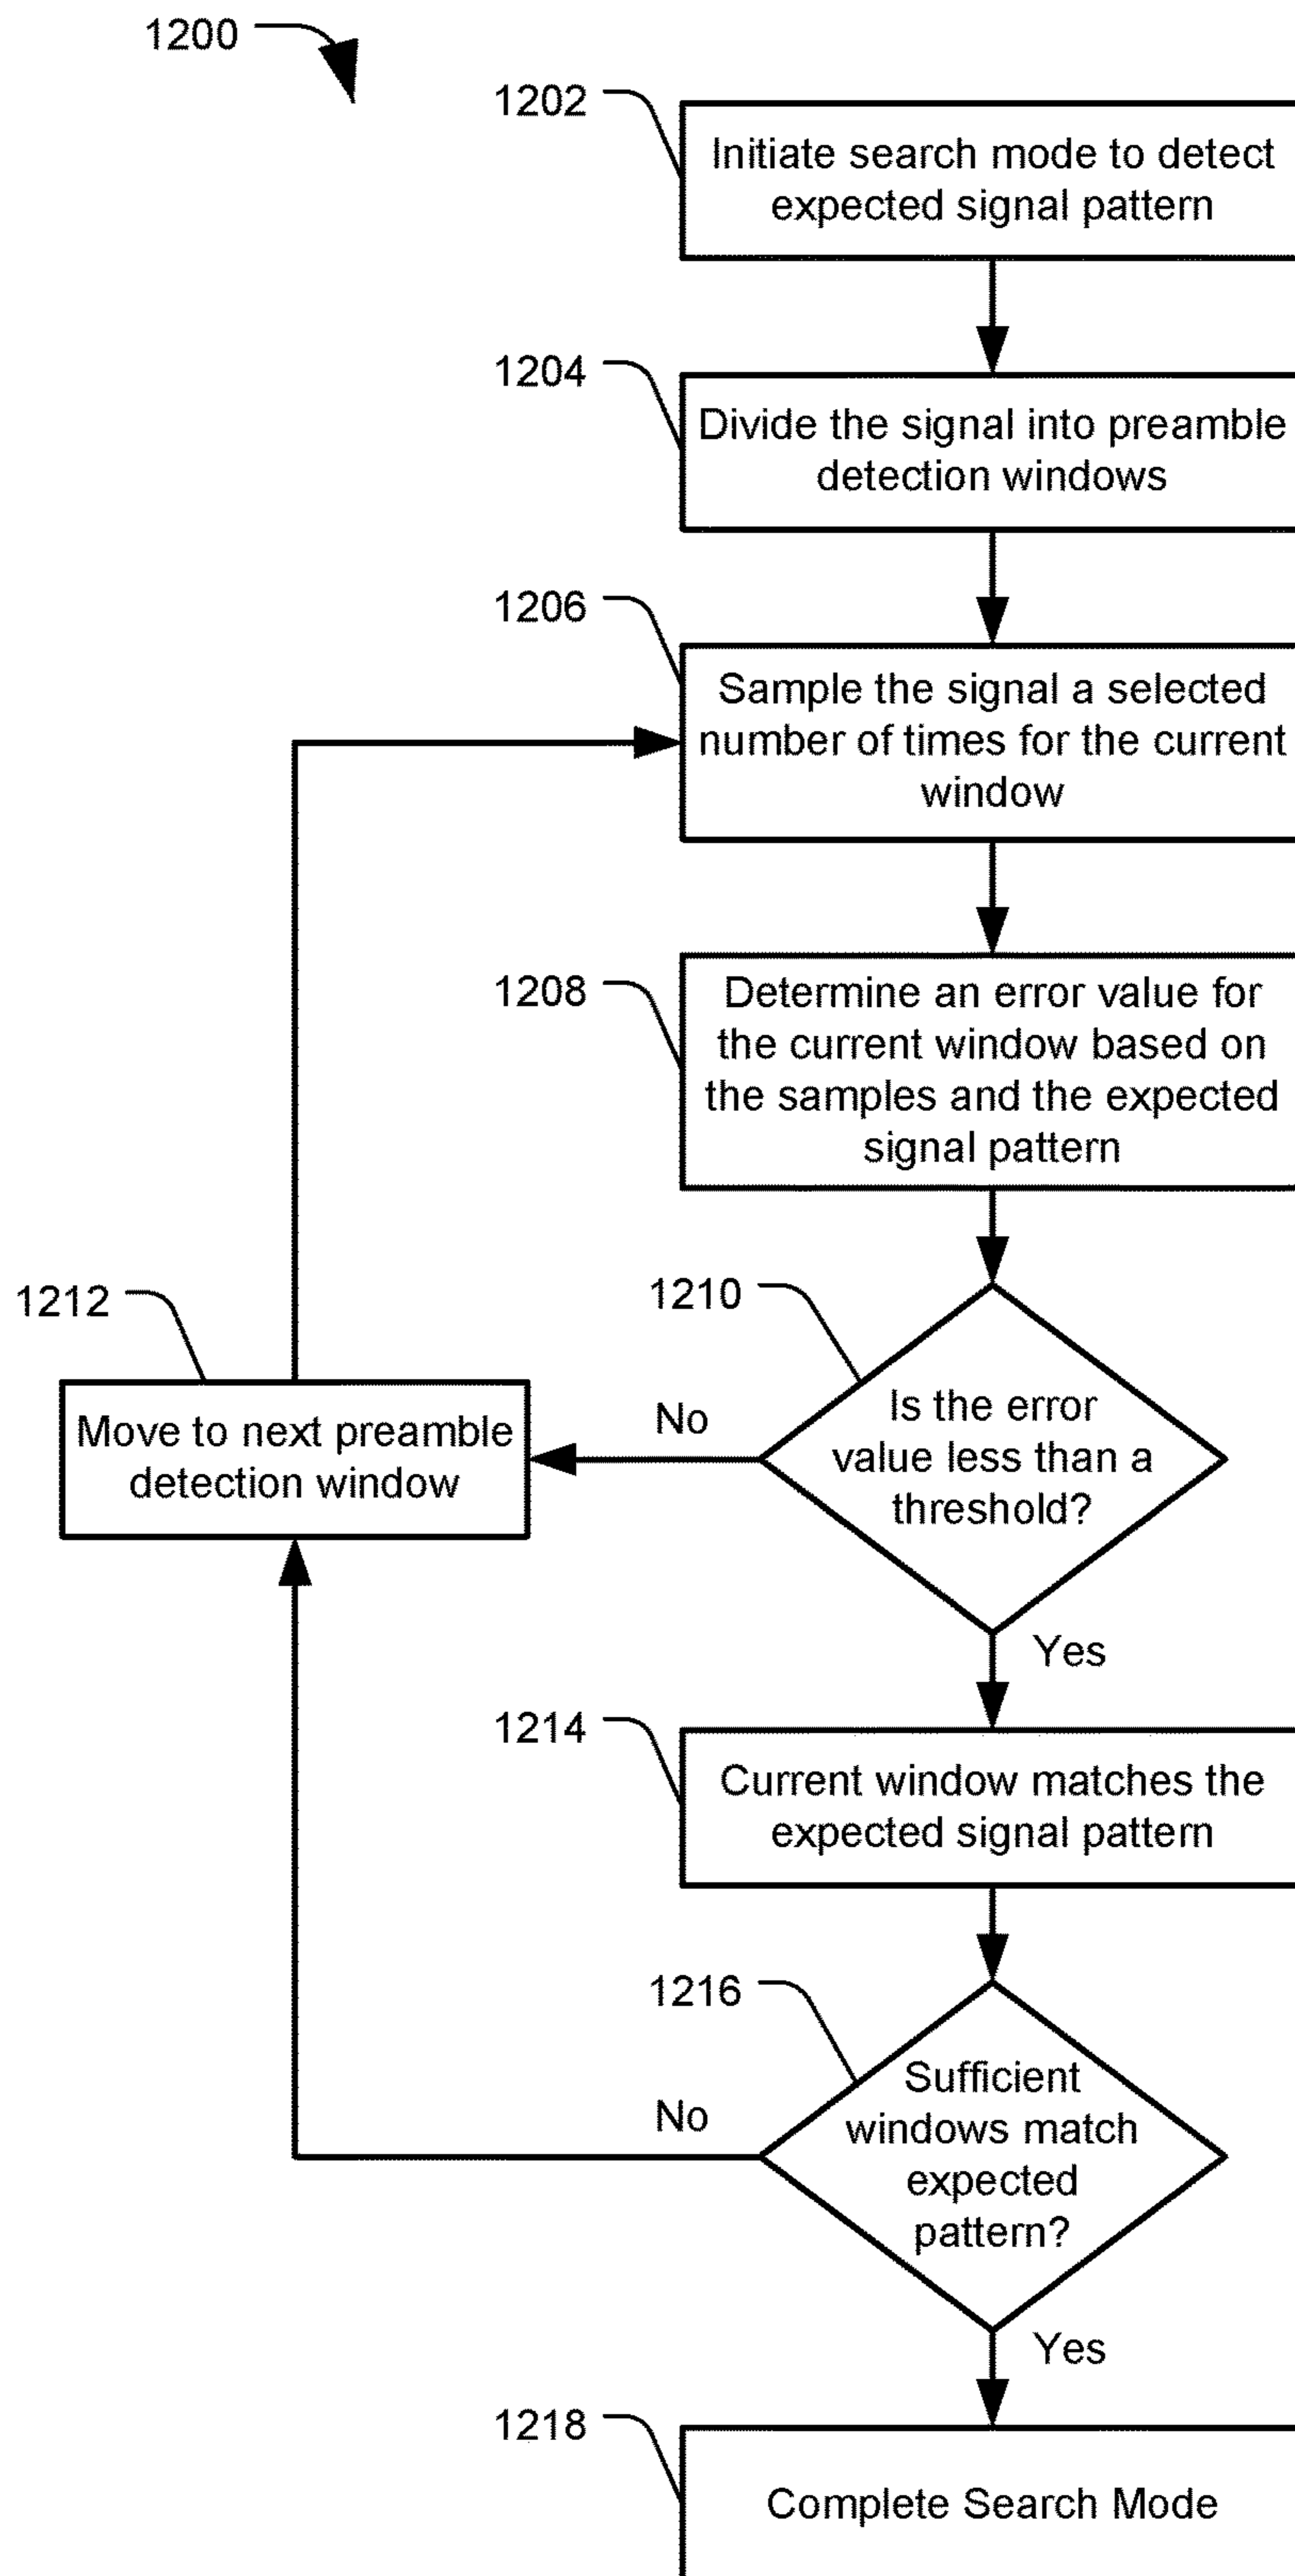 1200
1202
Initiate search mode to detect
expected signal pattern
1204
Divide the signal into preamble
detection windows
1206
Sample the signal a selected
number of times for the current
window
1208
Determine an error value for
the current window based on
the samples and the expected
signal pattern
1210
Is the error
value less than a
threshold?
No
1212
Move to next preamble
detection window
Yes
1214
Current window matches the
expected signal pattern
1216
Sufficient
windows match
expected
pattern?
No
Yes
1218
Complete Search Mode